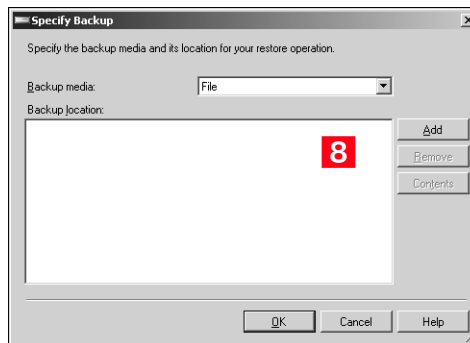 Specify Backup
Specify the backup media and its location for your restore operation.
Backup media: File
Backup location:
8
Add
Remove
Contents
OK Cancel Help